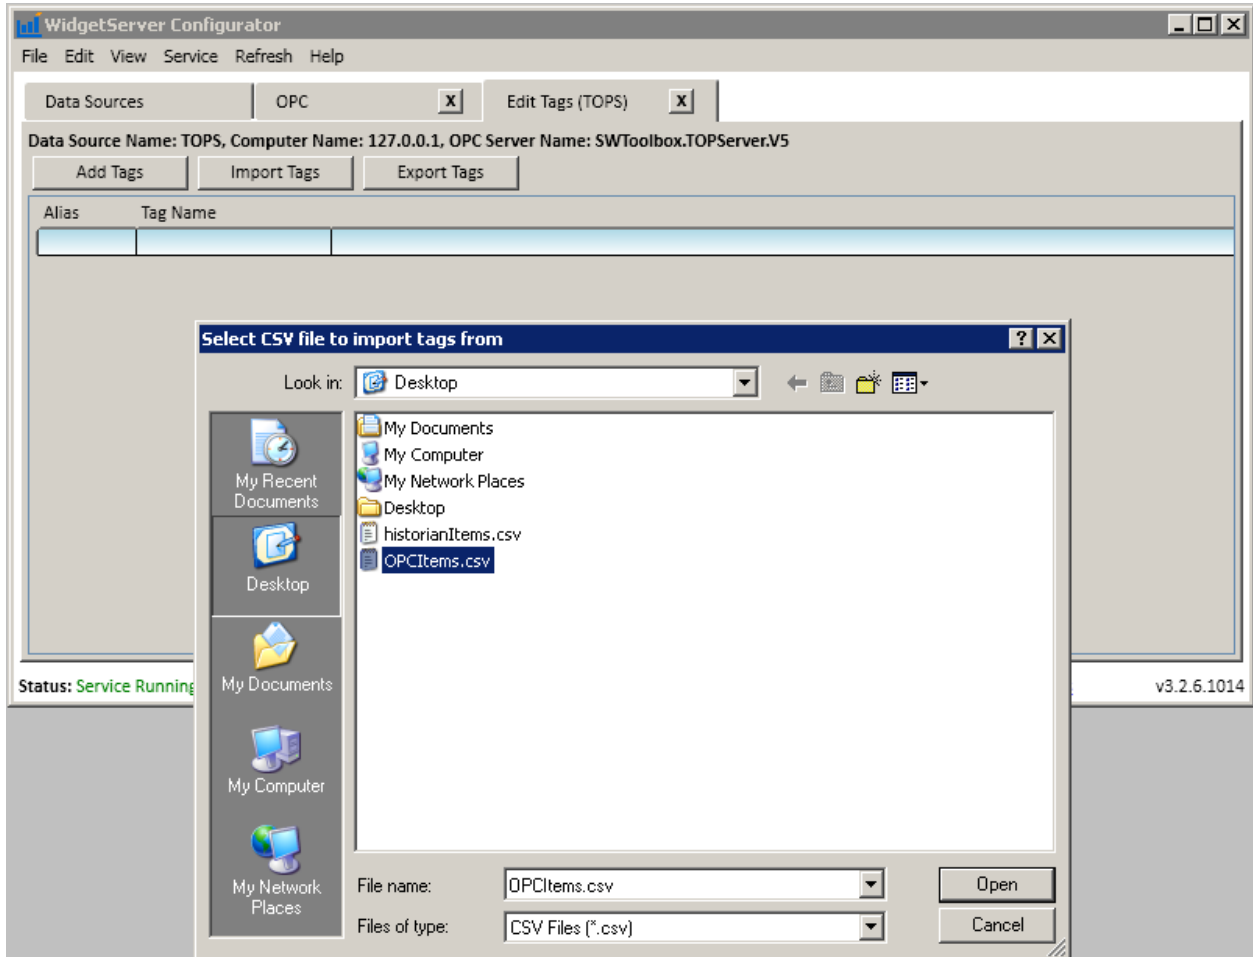 WidgetServer Configurator
File Edit View Service Refresh Help
Data Sources OPC X Edit Tags (TOPS) X
Data Source Name: TOPS, Computer Name: 127.0.0.1, OPC Server Name: SWToolbox.TOPServer.V5
Add Tags Import Tags Export Tags
Alias Tag Name
Select CSV file to import tags from
Look in: Desktop
My Recent
Documents
Desktop
My Documents
My Computer
My Network
Places
My Documents
My Computer
My Network Places
Desktop
historianItems.csv
OPCItems.csv
File name: OPCItems.csv Open
Files of type: CSV Files (*.csv) Cancel
Status: Service Running v3.2.6.1014